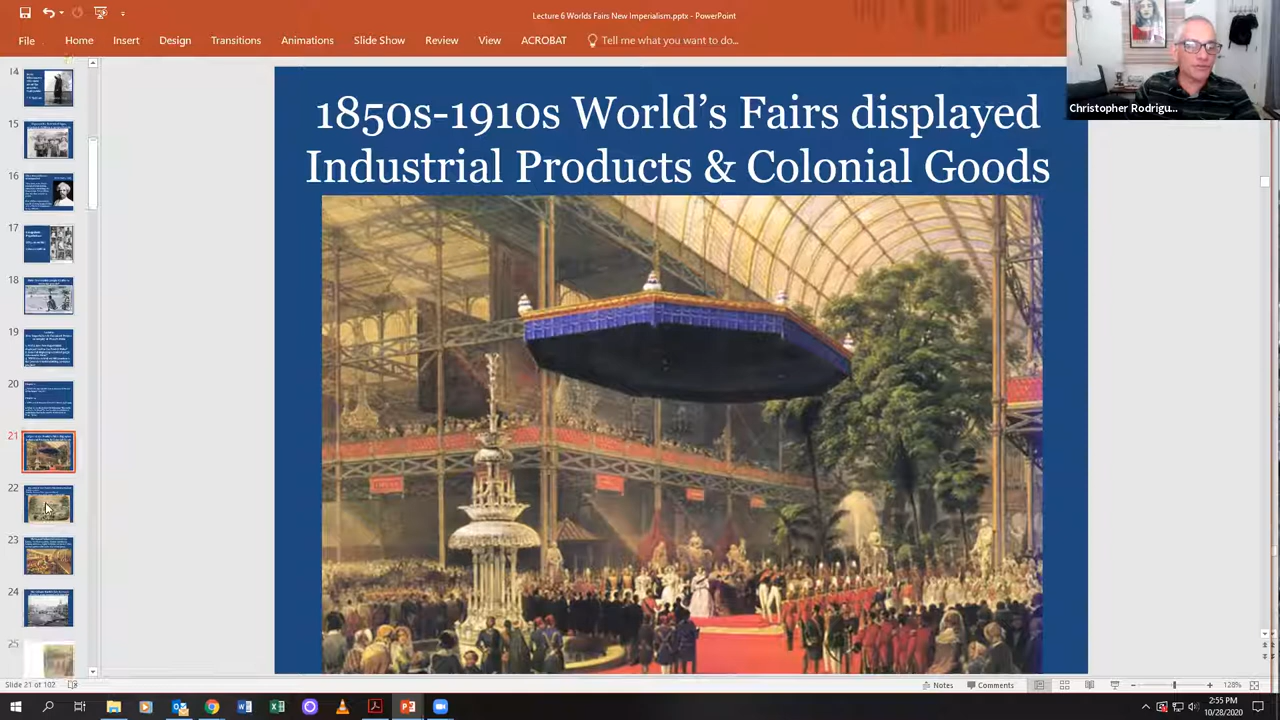 Lecture 6 Worlds Fairs New Imperialism.pptx - PowerPoint
File Home Insert Design Transitions Animations Slide Show Review View ACROBAT Tell me what you want to do...
Christopher Rodrigu...
1850s-1910s World's Fairs displayed
Industrial Products & Colonial Goods
14
15
16
17
18
19
20
21
22
23
24
25
Slide 21 of 102
Notes Comments 128%
2:55 PM
10/28/2020